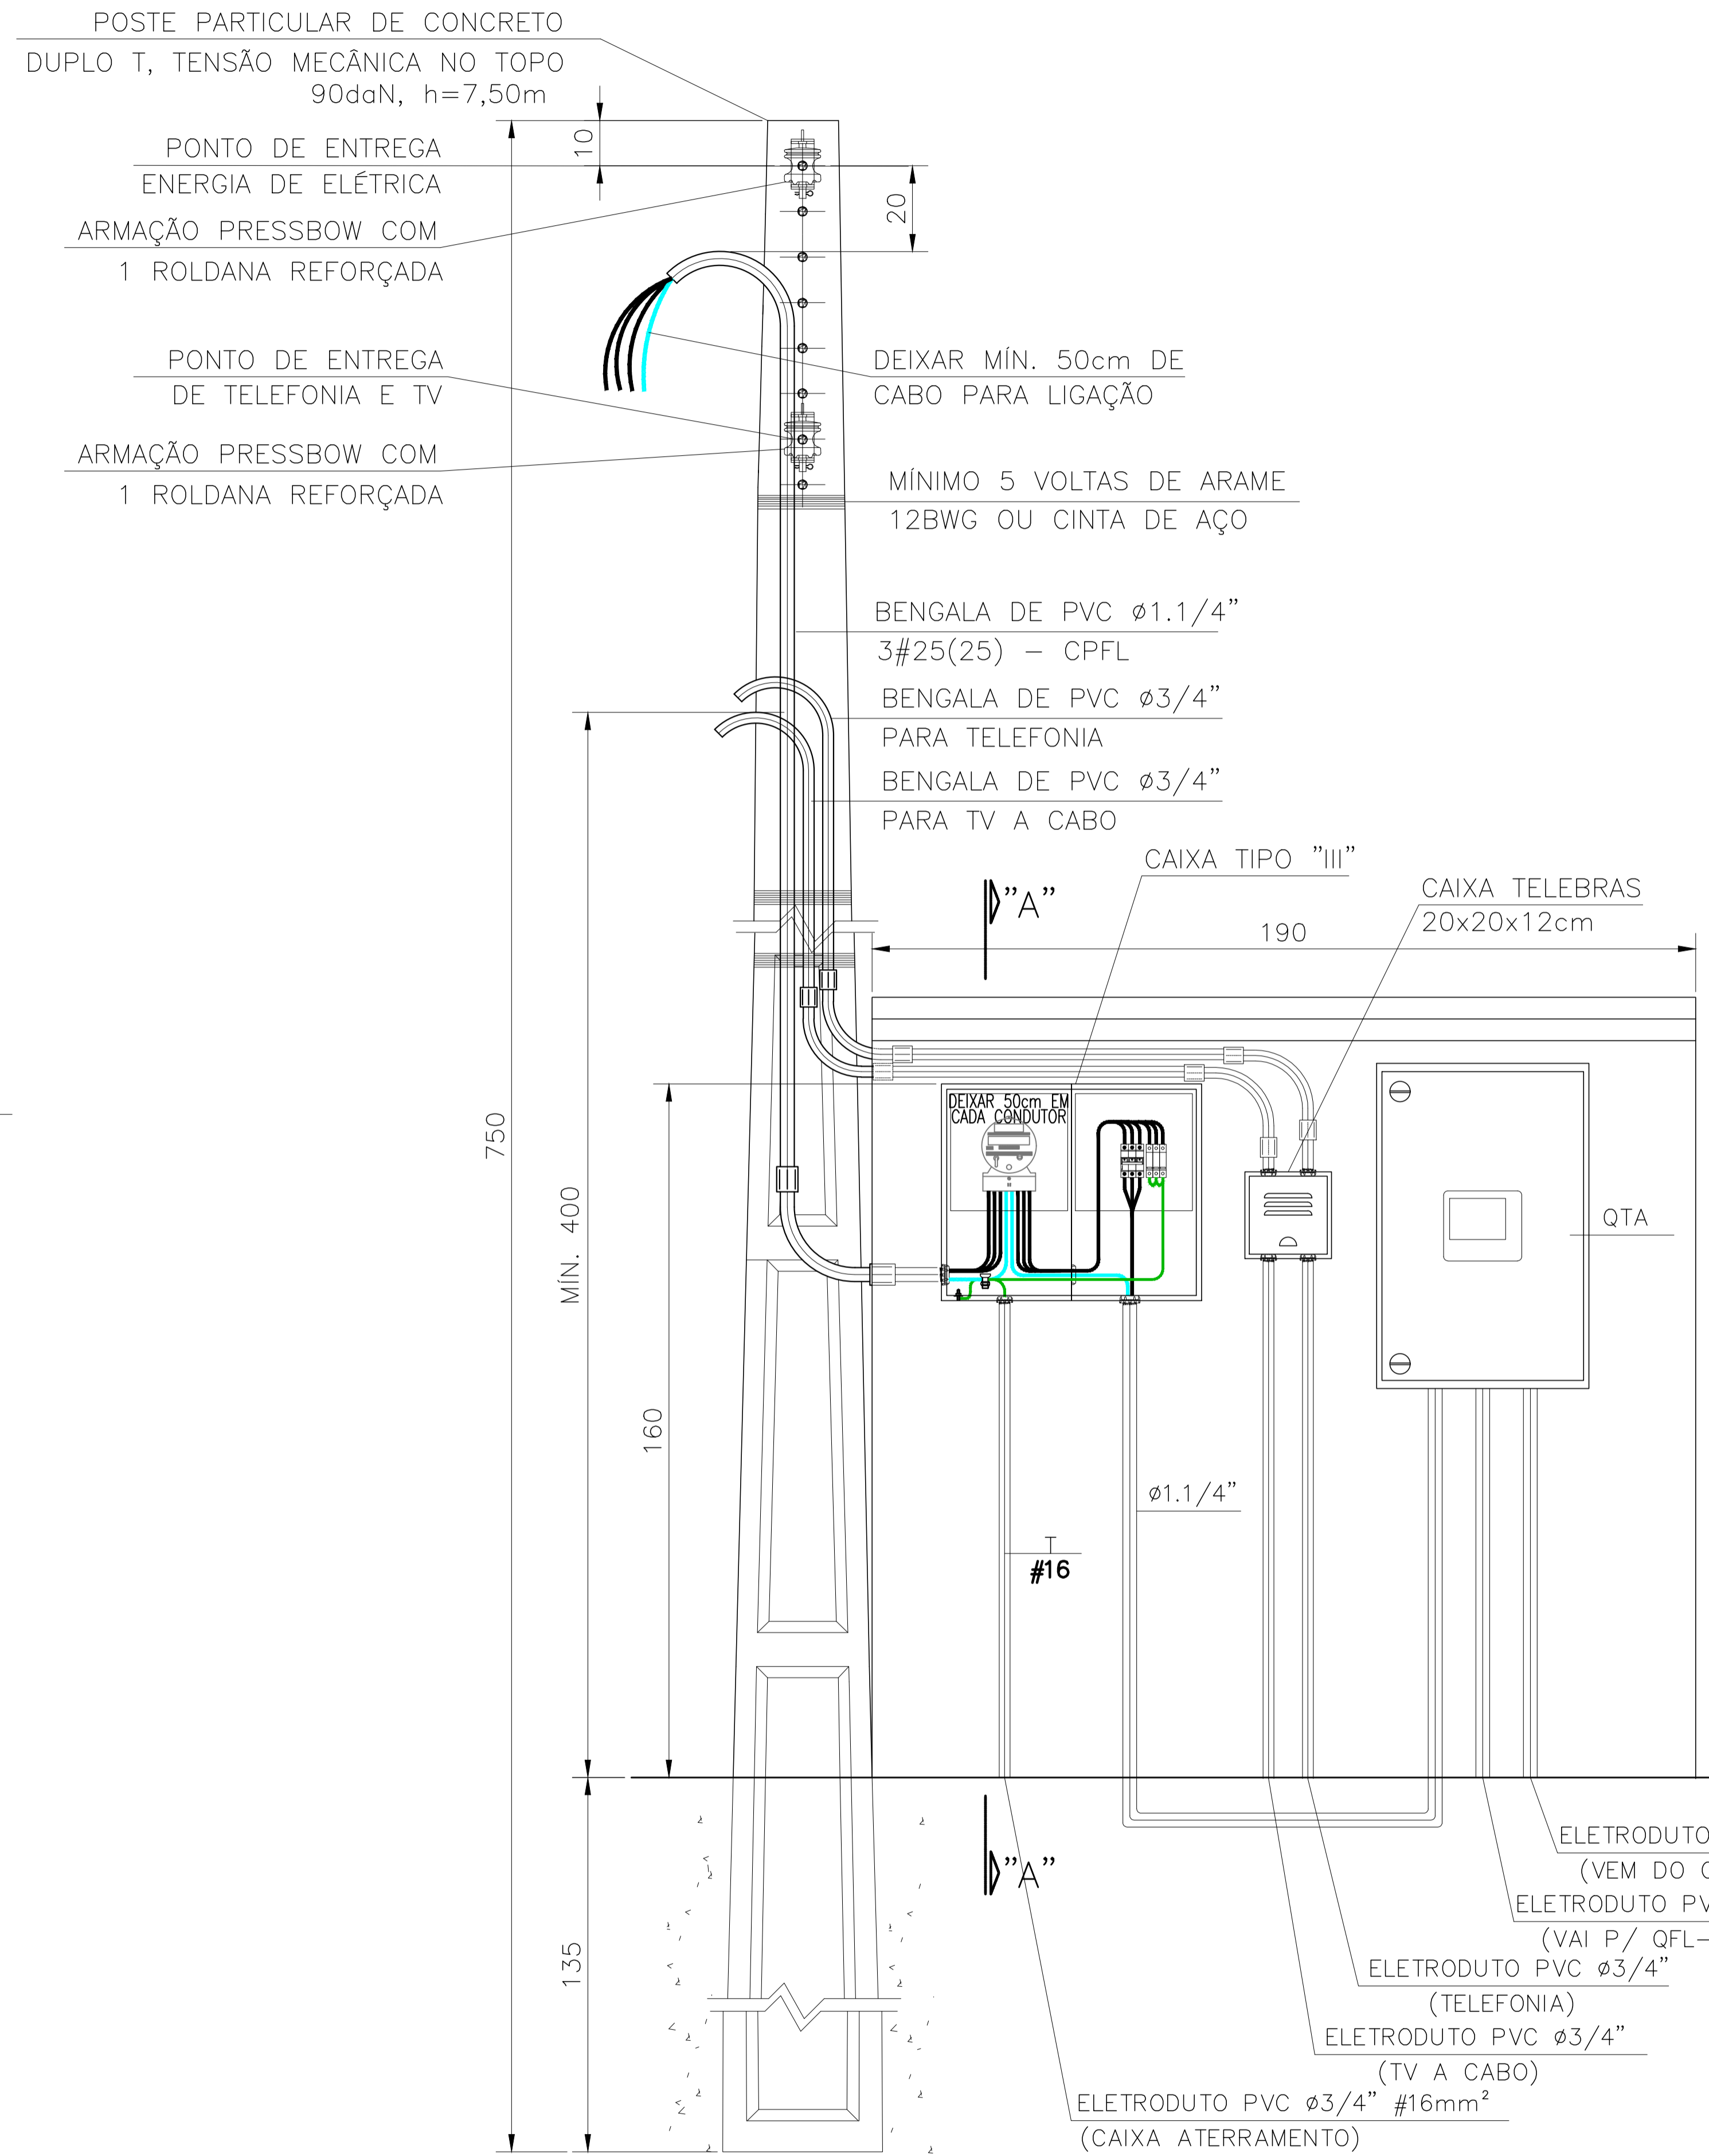 POSTE PARTICULAR DE CONCRETO
DUPLO T, TENSÃO MECÂNICA NO TOPO
90daN, h=7,50m
10
PONTO DE ENTREGA
ENERGIA DE ELÉTRICA
20
ARMAÇÃO PRESSBOW COM
1 ROLDANA REFORÇADA
PONTO DE ENTREGA
DE TELEFONIA E TV
DEIXAR MÍN. 50cm DE
CABO PARA LIGAÇÃO
ARMAÇÃO PRESSBOW COM
1 ROLDANA REFORÇADA
MÍNIMO 5 VOLTAS DE ARAME
12BWG OU CINTA DE AÇO
BENGALA DE PVC ø1.1/4”
3#25(25) – CPFL
BENGALA DE PVC ø3/4”
PARA TELEFONIA
BENGALA DE PVC ø3/4”
PARA TV A CABO
CAIXA TIPO ”III”
”A”
CAIXA TELEBRAS
20x20x12cm
190
DEIXAR 50cm EM
CADA CONDUTOR
750
MÍN. 400
QTA
160
ø1.1/4”
T
#16
ELETRODUTO
(VEM DO
”A”
ELETRODUTO
(VAI P/ QFL–
135
ELETRODUTO PVC ø3/4”
(TELEFONIA)
ELETRODUTO PVC ø3/4”
(TV A CABO)
ELETRODUTO PVC ø3/4” #16mm²
(CAIXA ATERRAMENTO)